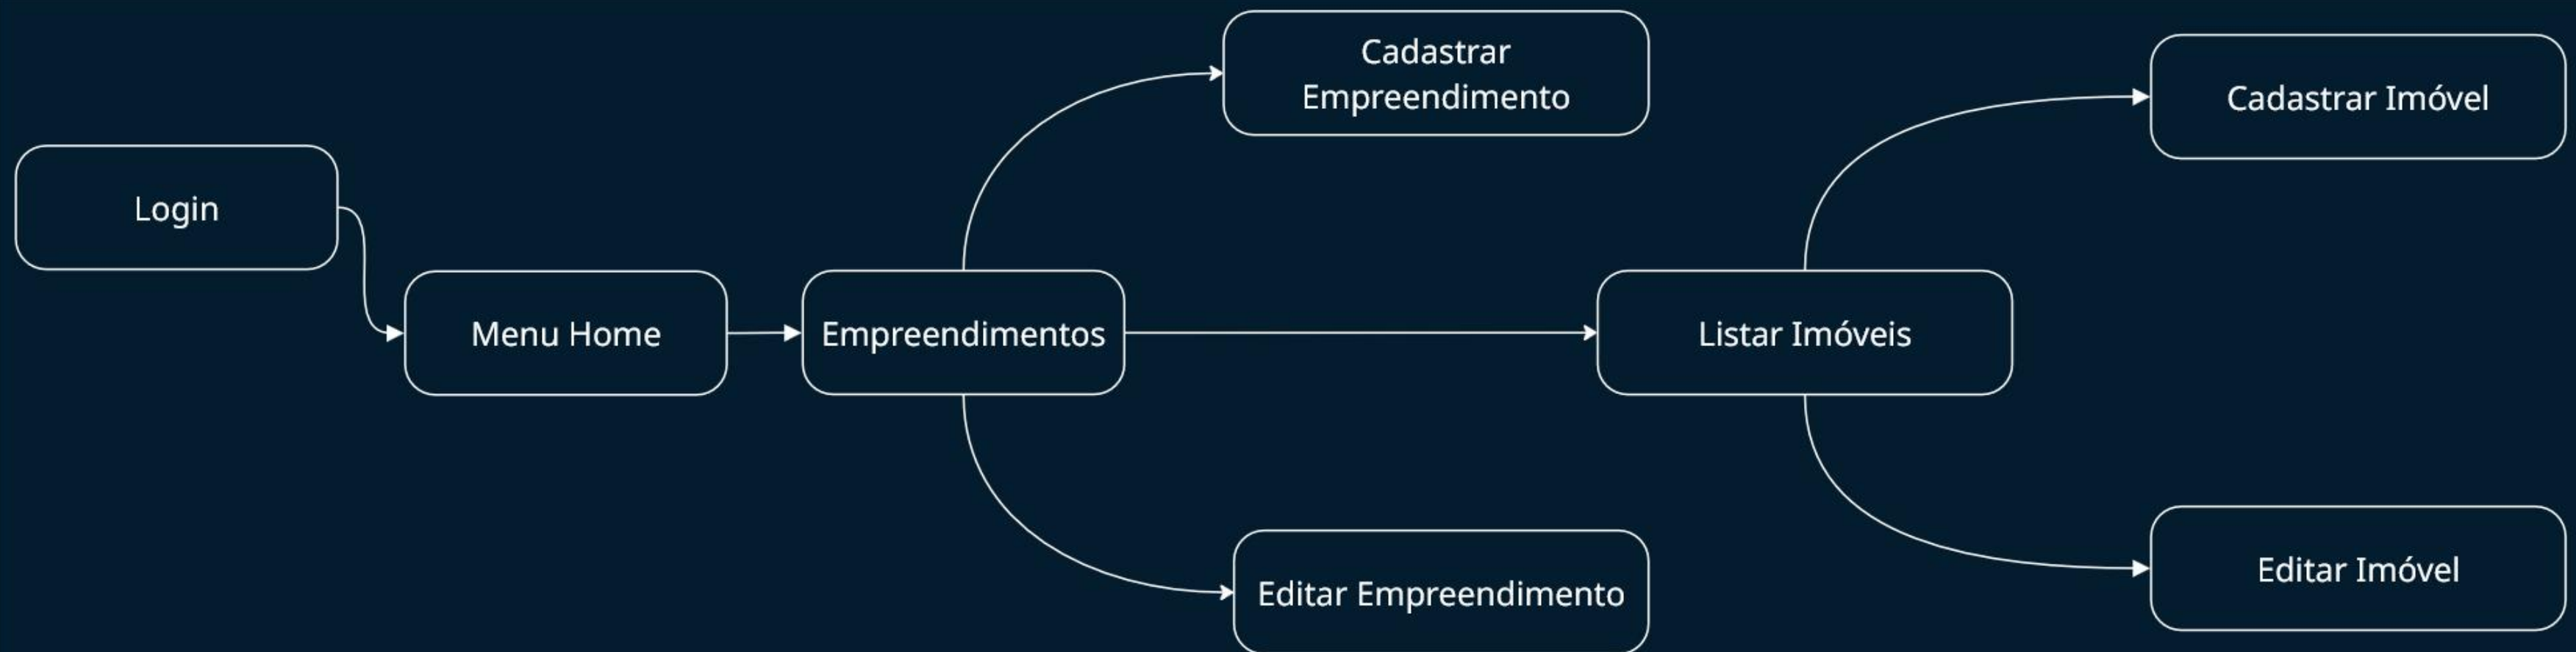 Login
Menu Home
Empreendimentos
Cadastrar
Empreendimento
Editar Empreendimento
Listar Imóveis
Cadastrar Imóvel
Editar Imóvel